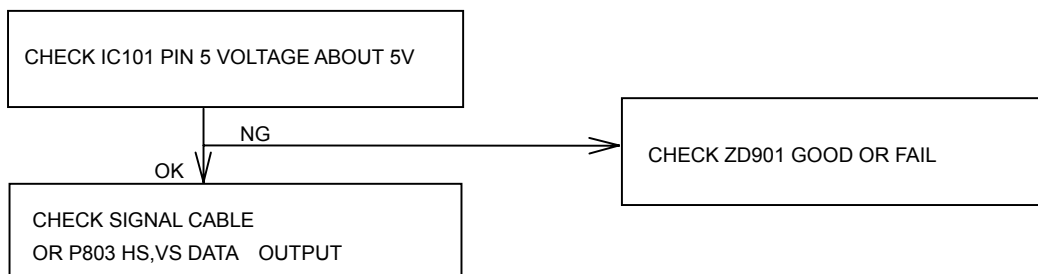 CHECK IC101 PIN 5 VOLTAGE ABOUT 5V
NG
CHECK ZD901 GOOD OR FAIL
OK
CHECK SIGNAL CABLE
OR P803 HS,VS DATA OUTPUT